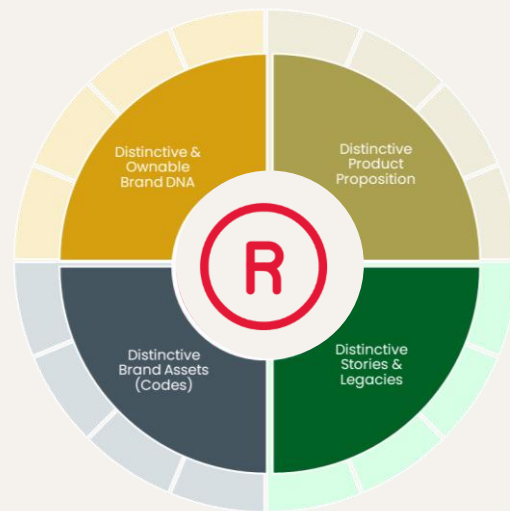 Distinctive &
Ownable
Brand DNA
Distinctive
Product
Proposition
R
Distinctive
Brand Assets
(Codes)
Distinctive
Stories &
Legacies